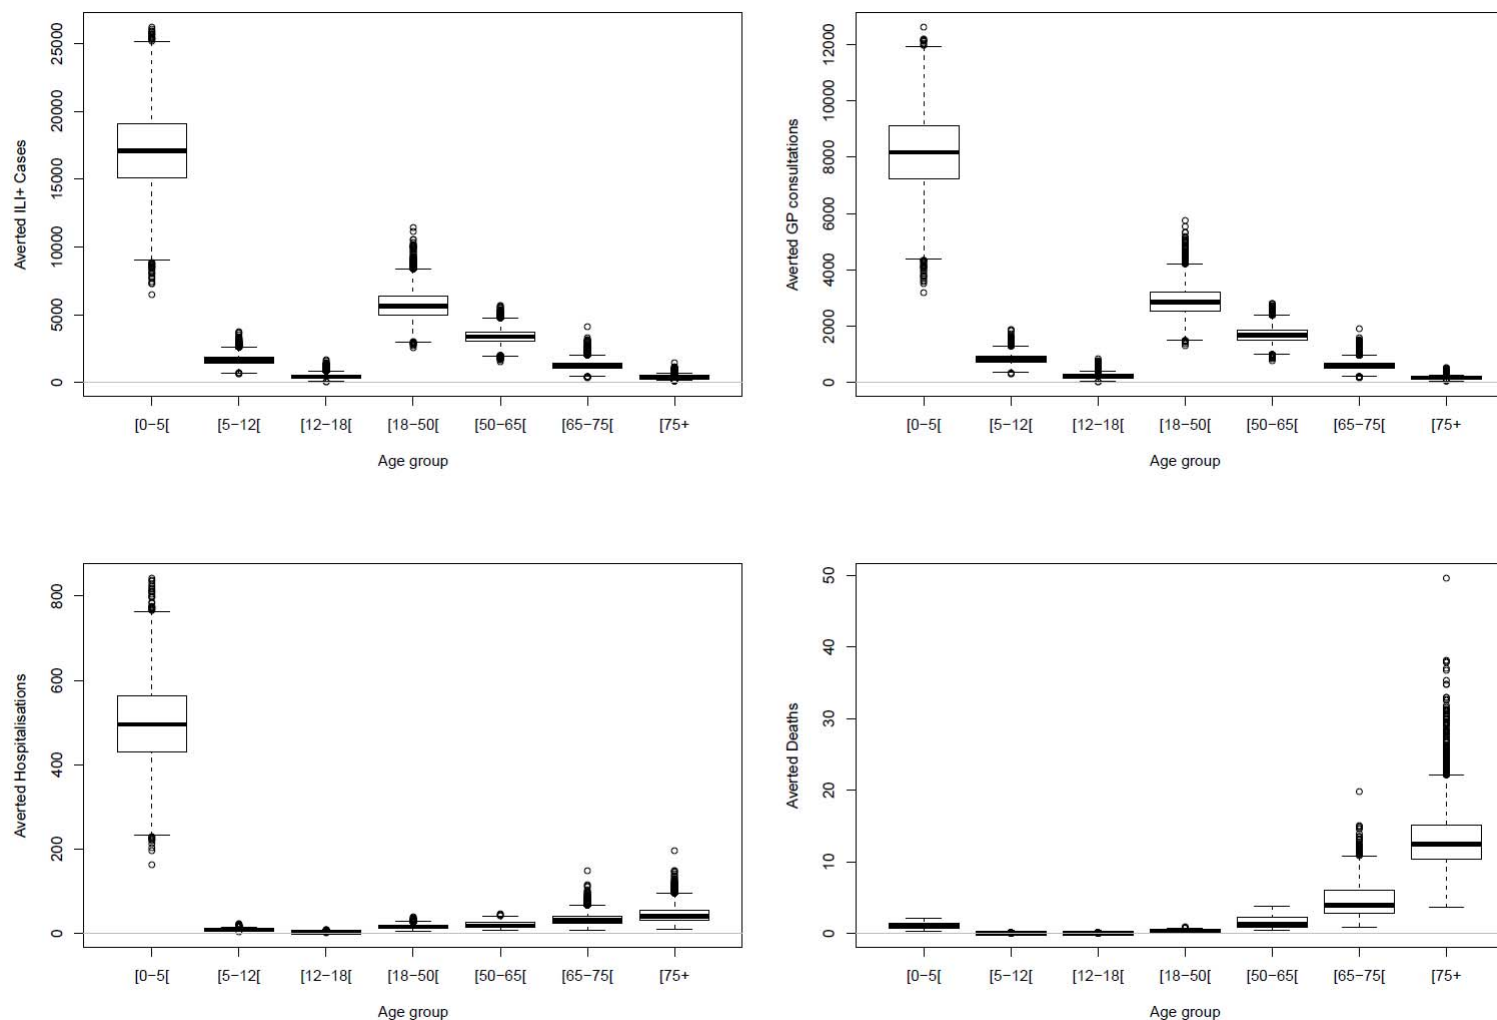 Averted ILI+ Cases
25000
20000
15000
10000
5000
0
[0−5[ [5−12[ [12−18[ [18−50[ [50−65[ [65−75[ [75+
Age group
Averted GP consultations
12000
10000
8000
6000
4000
2000
0
[0−5[ [5−12[ [12−18[ [18−50[ [50−65[ [65−75[ [75+
Age group
Averted Hospitalisations
800
600
400
200
0
[0−5[ [5−12[ [12−18[ [18−50[ [50−65[ [65−75[ [75+
Age group
Averted Deaths
50
40
30
20
10
0
[0−5[ [5−12[ [12−18[ [18−50[ [50−65[ [65−75[ [75+
Age group